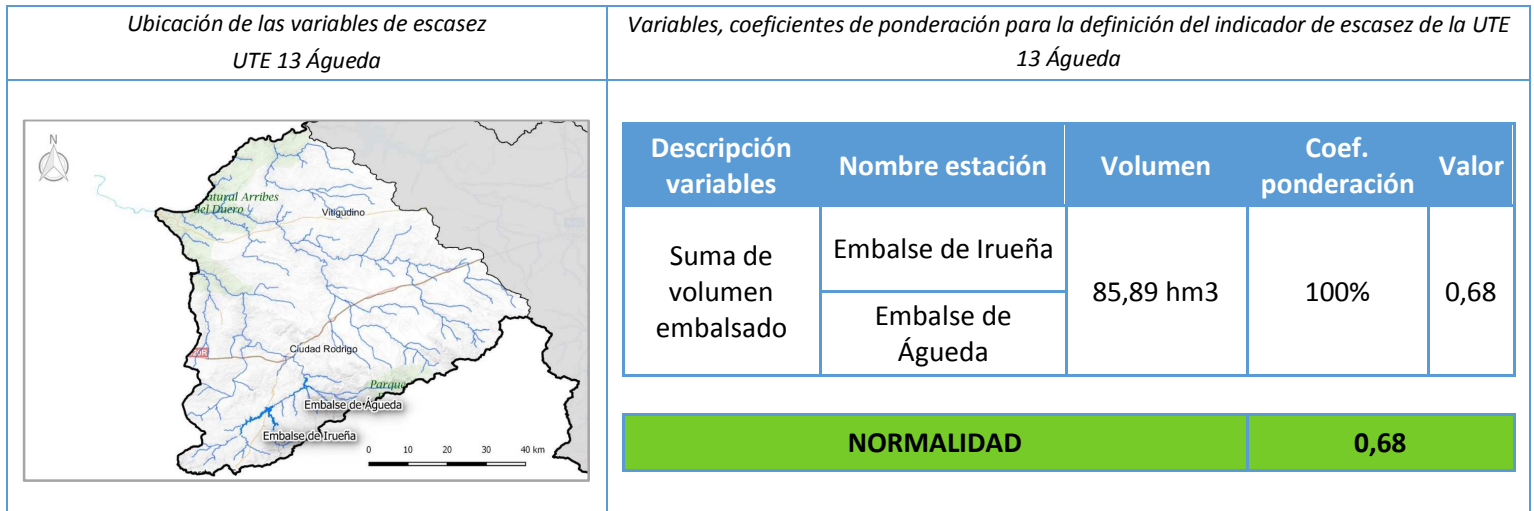 Ubicación de las variables de escasez
UTE 13 Águeda
Variables, coeficientes de ponderación para la definición del indicador de escasez de la UTE
13 Águeda
N
atural Arribes
del Duero
Vitigudino
Ciudad Rodrigo
Parque
Embalse de Águeda
Embalse de Irueña
0 10 20 30 40 km
Descripción
variables
Nombre estación
Volumen
Coef.
ponderación
Valor
Suma de
volumen
embalsado
Embalse de Irueña
Embalse de
Águeda
85,89 hm3
100%
0,68
NORMALIDAD
0,68